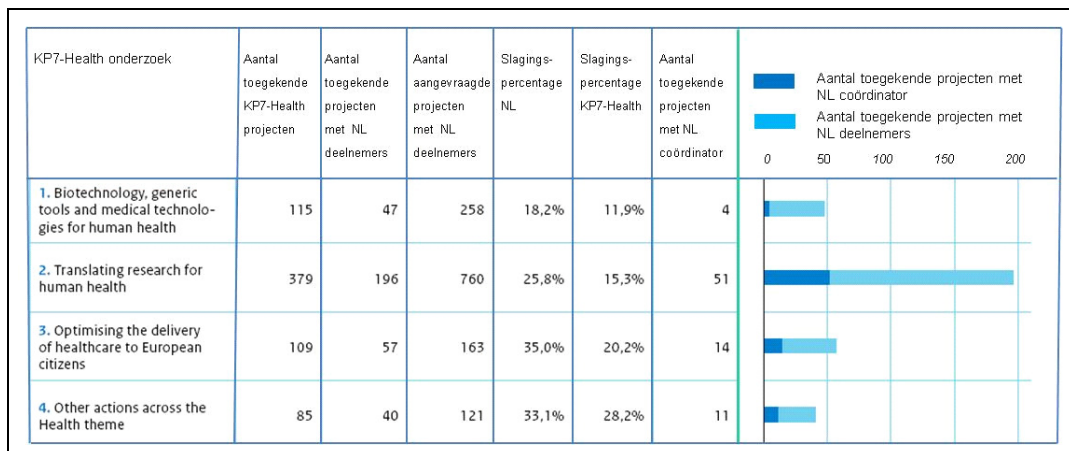 KP7-Health onderzoek
Aantal
toegekende
KP7-Health
projecten
Aantal
toegekende
projecten
met NL
deelnemers
Aantal
aangevraagde
projecten
met NL
deelnemers
Slagings-
percentage
NL
Slagings-
percentage
KP7-Health
Aantal
toegekende
projecten
met NL
coördinator
Aantal toegekende projecten met
NL coördinator
Aantal toegekende projecten met
NL deelnemers
0 50 100 150 200
1. Biotechnology, generic
tools and medical technolo-
gies for human health
115 47 258 18,2% 11,9% 4
2. Translating research for
human health
379 196 760 25,8% 15,3% 51
3. Optimising the delivery
of healthcare to European
citizens
109 57 163 35,0% 20,2% 14
4. Other actions across the
Health theme
85 40 121 33,1% 28,2% 11